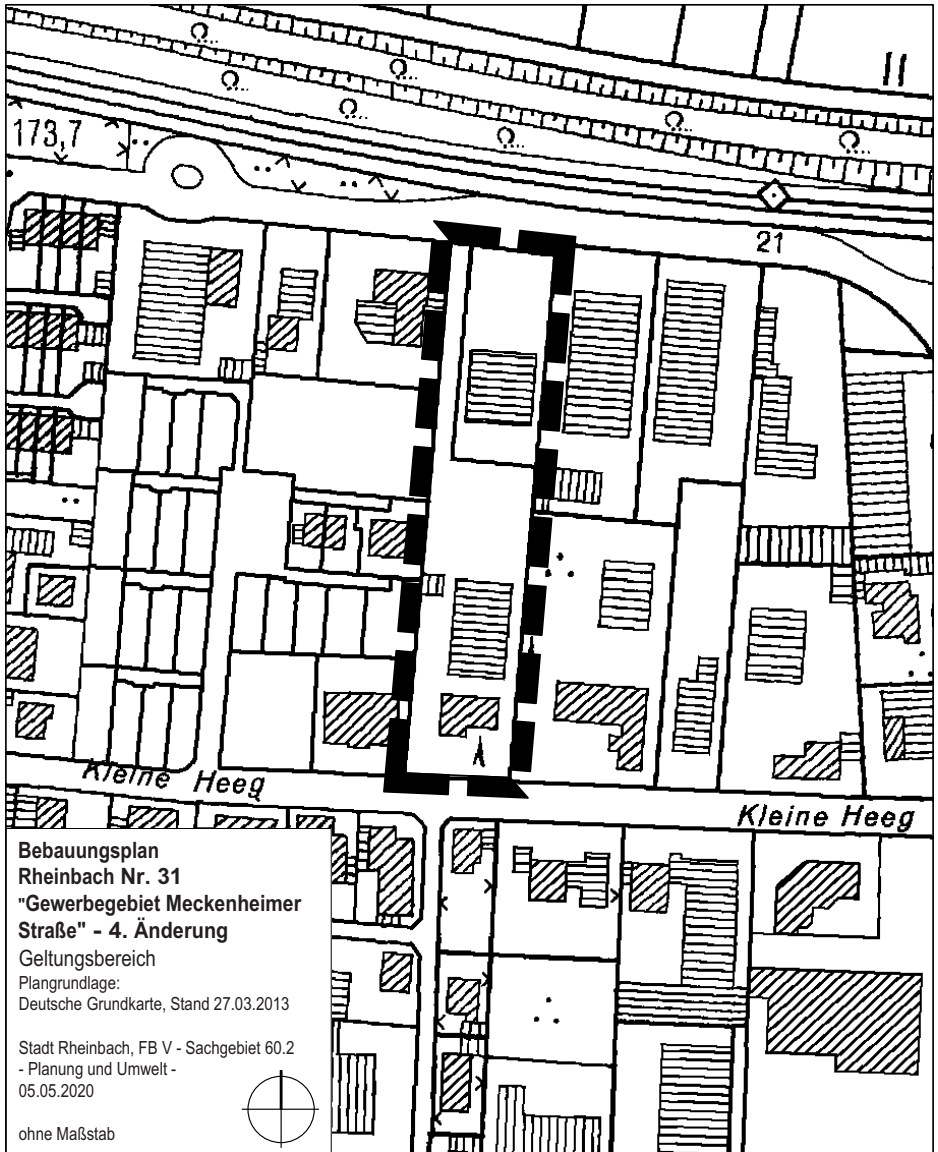 173,7
21
Kleine Heeg
Kleine Heeg
Bebauungsplan
Rheinbach Nr. 31
"Gewerbegebiet Meckenheimer
Straße" - 4. Änderung
Geltungsbereich
Plangrundlage:
Deutsche Grundkarte, Stand 27.03.2013
Stadt Rheinbach, FB V - Sachgebiet 60.2
- Planung und Umwelt -
05.05.2020
ohne Maßstab